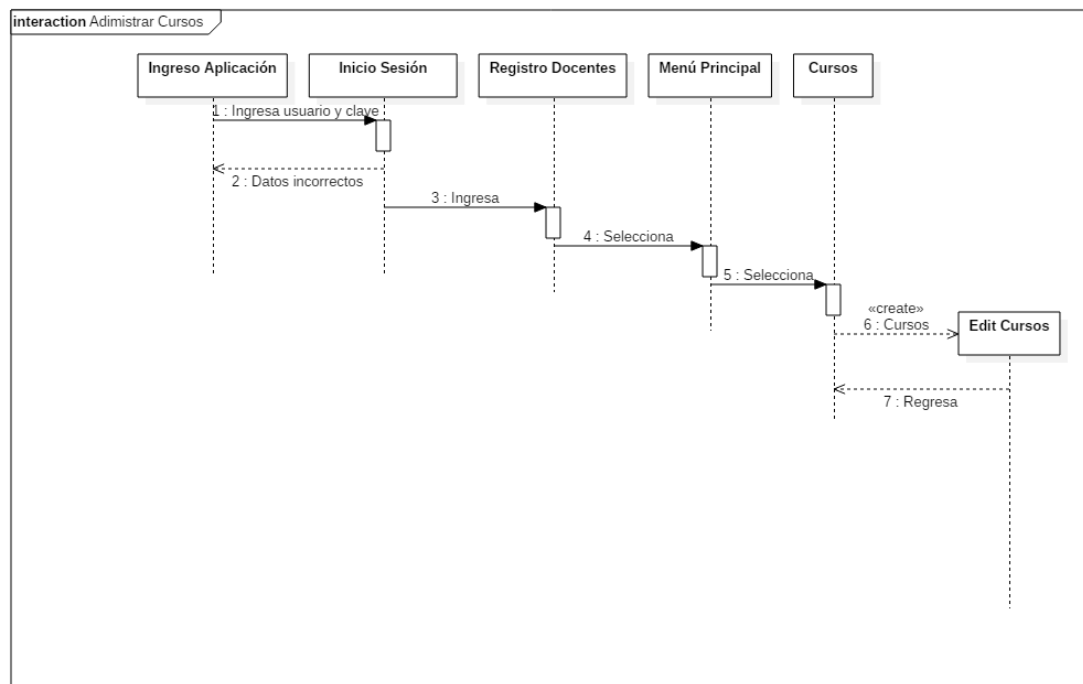 interaction Adimistrar Cursos
Ingreso Aplicación
Inicio Sesión
Registro Docentes
Menú Principal
Cursos
1 : Ingresa usuario y clave
2 : Datos incorrectos
3 : Ingresa
4 : Selecciona
5 : Selecciona
«create»
6 : Cursos
Edit Cursos
7 : Regresa